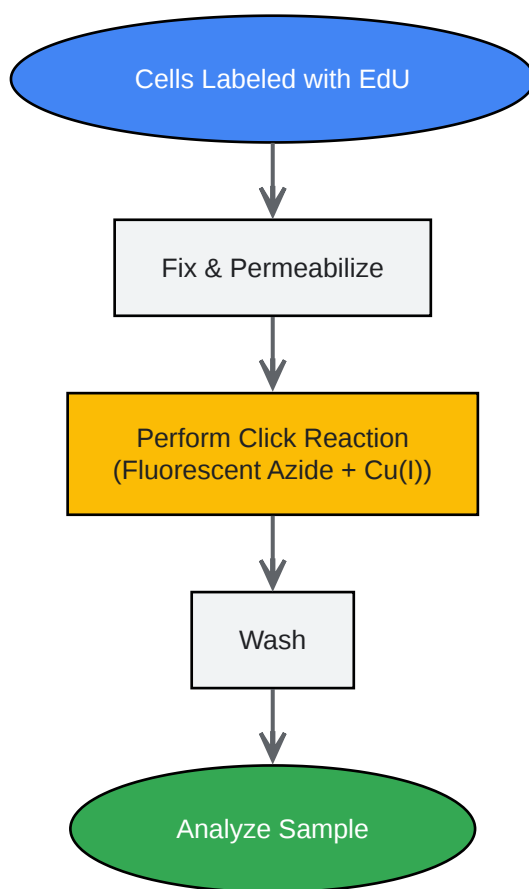 Cells Labeled with EdU
Fix & Permeabilize
Perform Click Reaction
(Fluorescent Azide + Cu(I))
Wash
Analyze Sample